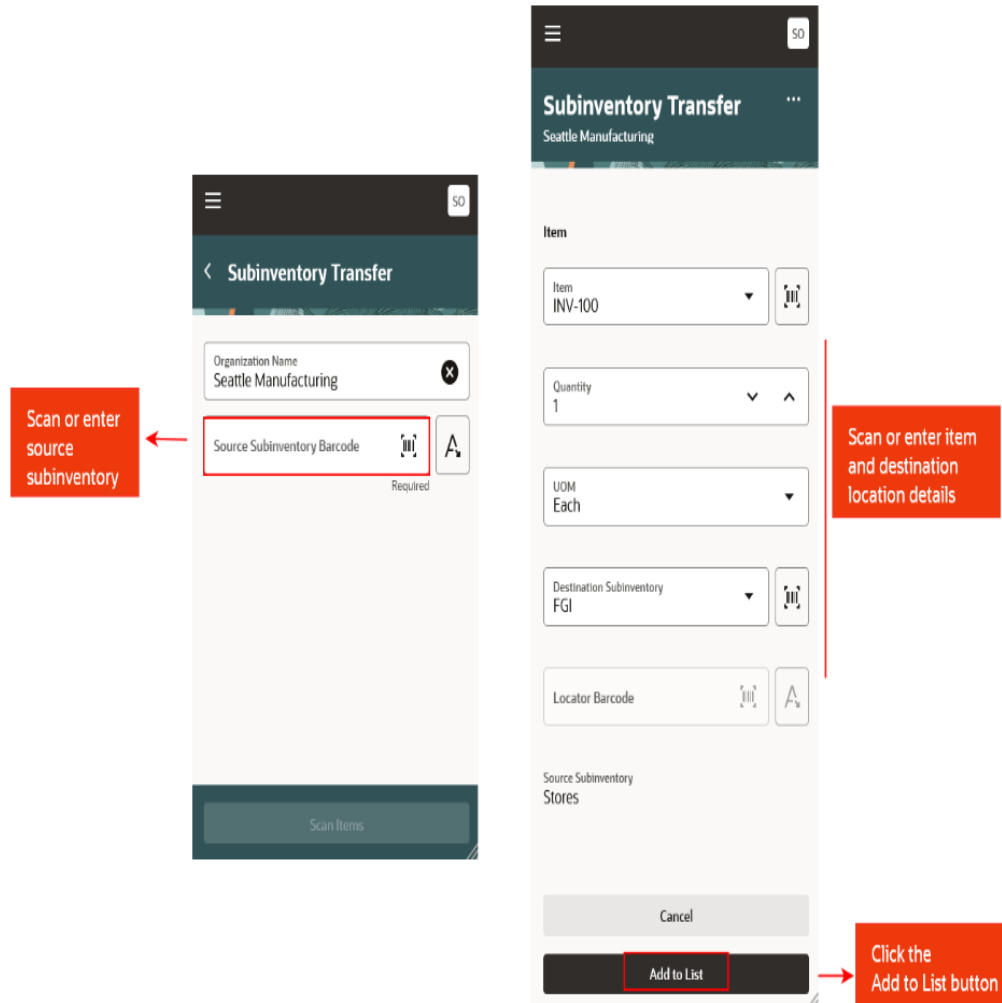 Scan or enter
source
subinventory
SO
Subinventory Transfer
Organization Name
Seattle Manufacturing
Source Subinventory Barcode
Required
Scan Items
SO
Subinventory Transfer
Seattle Manufacturing
Item
Item
INV-100
Quantity
1
UOM
Each
Destination Subinventory
FGI
Locator Barcode
Source Subinventory
Stores
Cancel
Add to List
Scan or enter item
and destination
location details
Click the
Add to List button